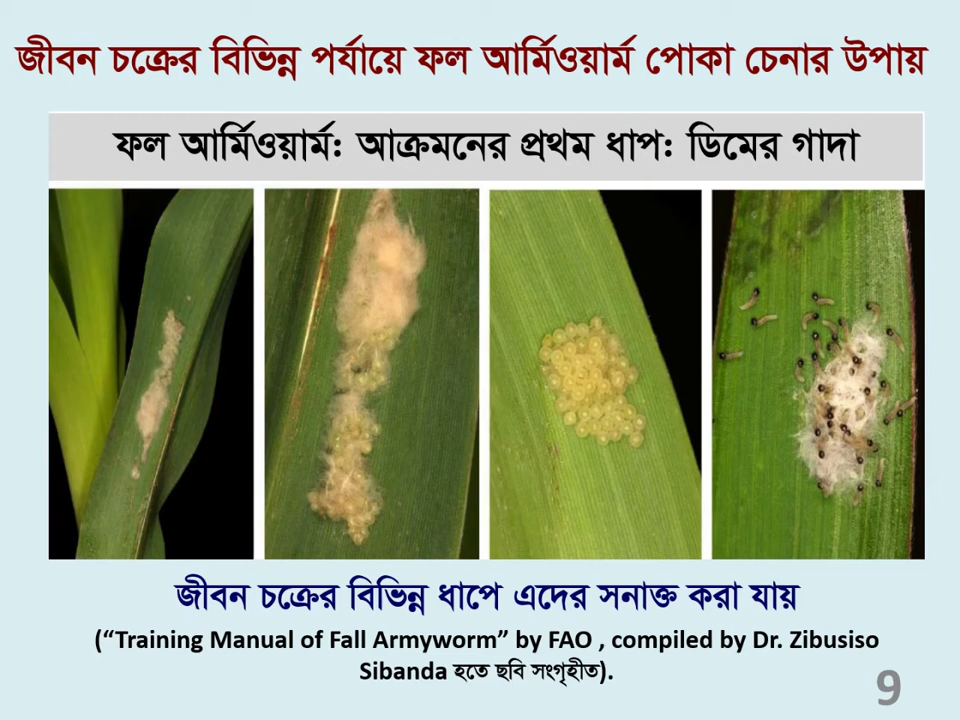 জীবন চক্রের বিভিন্ন পর্যায়ে ফল আর্মিওয়ার্ম পোকা চেনার উপায়
ফল আর্মিওয়ার্ম: আক্রমনের প্রথম ধাপ: ডিমের গাদা
জীবন চক্রের বিভিন্ন ধাপে এদের সনাক্ত করা যায়
(“Training Manual of Fall Armyworm” by FAO , compiled by Dr. Zibusiso
Sibanda হতে ছবি সংগৃহীত).
9